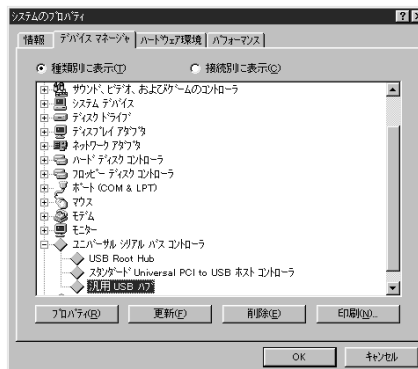 システムのプロパティ
情報 デバイス マネージャ ハードウェア環境 パフォーマンス
種類別に表示(T) 接続別に表示(C)
サウンド、ビデオ、およびゲームのコントローラ
システム デバイス
ディスク ドライブ
ディスプレイ アダプタ
ネットワーク アダプタ
ハード ディスク コントローラ
フロッピー ディスク コントローラ
ポート (COM & LPT)
マウス
モデム
モニター
ユニバーサル シリアル バス コントローラ
USB Root Hub
スタンダード Universal PCI to USB ホスト コントローラ
汎用 USB ハブ
プロパティ(R) 更新(F) 削除(E) 印刷(N)...
OK キャンセル